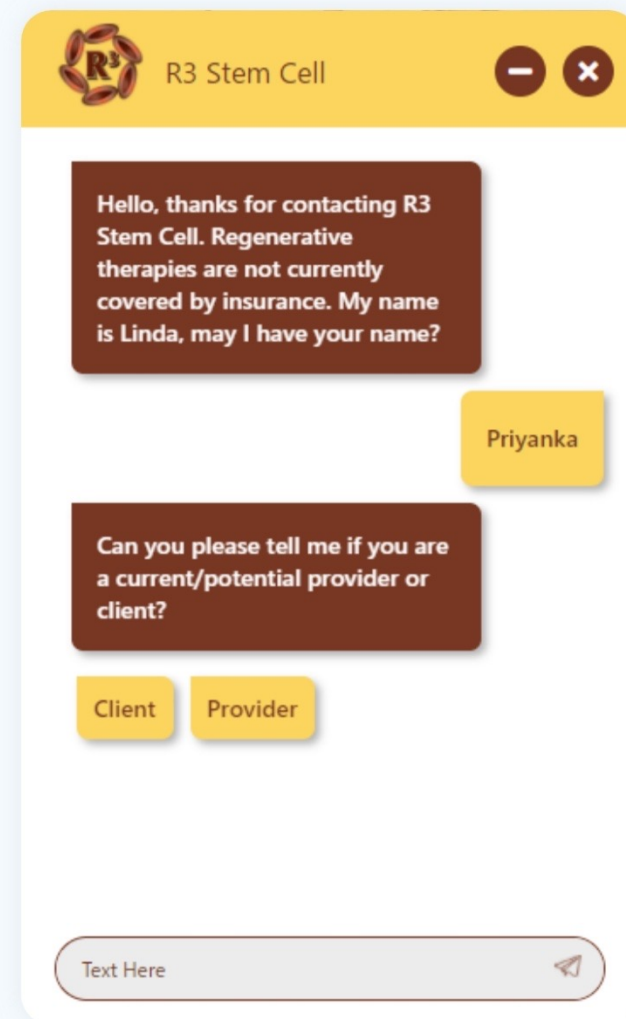 R³
R3 Stem Cell
Hello, thanks for contacting R3
Stem Cell. Regenerative
therapies are not currently
covered by insurance. My name
is Linda, may I have your name?
Priyanka
Can you please tell me if you are
a current/potential provider or
client?
Client
Provider
Text Here